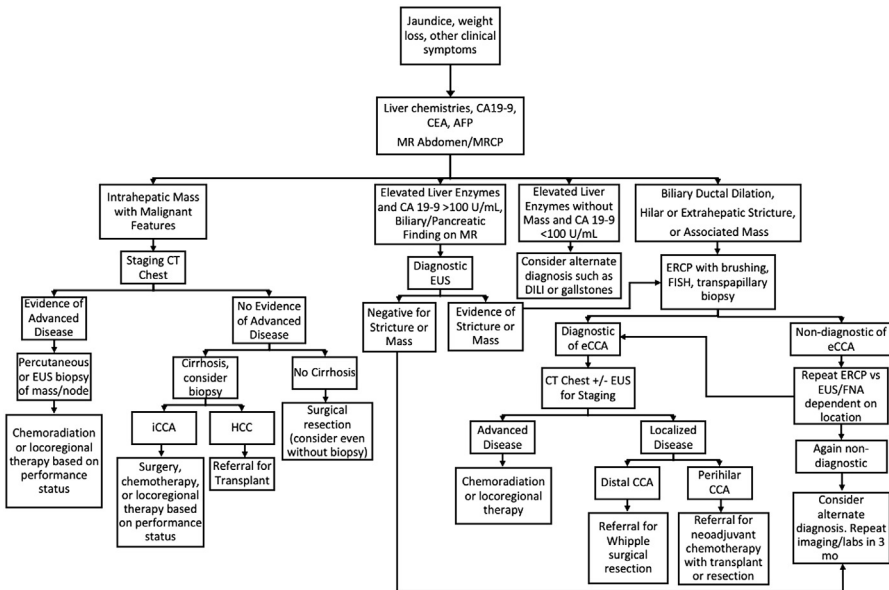 Jaundice, weight
loss, other clinical
symptoms
Liver chemistries, CA19-9,
CEA, AFP
MR Abdomen/MRCP
Intrahepatic Mass
with Malignant
Features
Elevated Liver Enzymes
and CA 19-9 >100 U/mL,
Biliary/Pancreatic
Finding on MR
Elevated Liver
Enzymes without
Mass and CA 19-9
<100 U/mL
Biliary Ductal Dilation,
Hilar or Extrahepatic Stricture,
or Associated Mass
Staging CT
Chest
Diagnostic
EUS
Consider alternate
diagnosis such as
DILI or gallstones
ERCP with brushing,
FISH, transpapillary
biopsy
Evidence of
Advanced
Disease
No Evidence
of Advanced
Disease
Negative for
Stricture or
Mass
Evidence of
Stricture or
Mass
Diagnostic
of eCCA
Non-diagnostic of
eCCA
Percutaneous
or EUS biopsy
of mass/node
Cirrhosis,
consider
biopsy
No Cirrhosis
CT Chest +/- EUS
for Staging
Repeat ERCP vs
EUS/FNA
dependent on
location
Chemoradiation
or locoregional
therapy based on
performance
status
iCCA
HCC
Surgical
resection
(consider even
without biopsy)
Advanced
Disease
Localized
Disease
Again non-
diagnostic
Surgery,
chemotherapy,
or locoregional
therapy based on
performance
status
Referral for
Transplant
Chemoradiation
or locoregional
therapy
Distal CCA
Perihilar
CCA
Consider
alternate
diagnosis. Repeat
imaging/labs in 3
mo
Referral for
Whipple
surgical
resection
Referral for
neoadjuvant
chemotherapy
with transplant
or resection